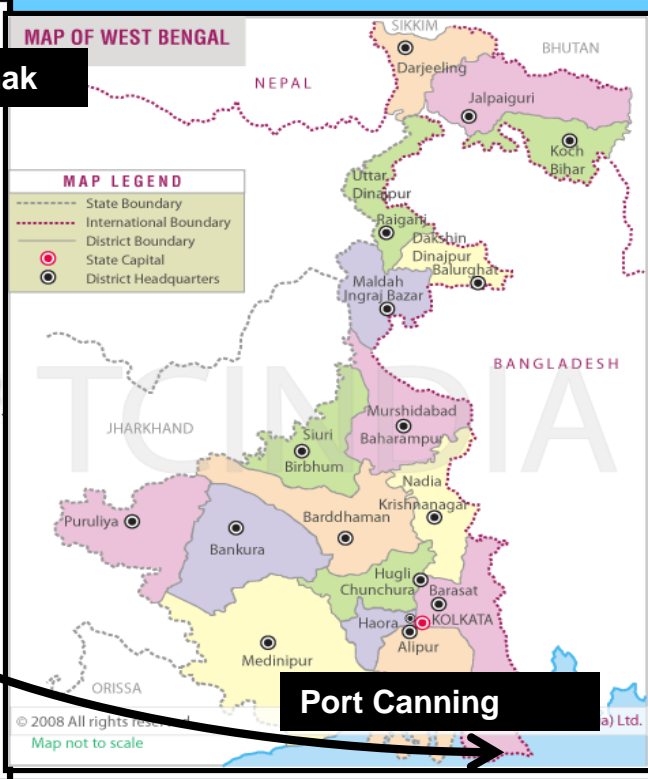 MAP OF WEST BENGAL
SIKKIM
BHUTAN
Darjeeling
NEPAL
Jalpaiguri
Koch
Bihar
MAP LEGEND
State Boundary
International Boundary
District Boundary
State Capital
District Headquarters
Uttar
Dinajpur
Raiganj
Dakshin
Dinajpur
Balurghat
Maldah
Ingraj Bazar
BANGLADESH
TCINDIA
JHARKHAND
Murshidabad
Baharampur
Siuri
Birbhum
Nadia
Krishnanagar
Puruliya
Barddhaman
Bankura
Hugli
Chunchura
Barasat
Haora
KOLKATA
Alipur
Medinipur
ORISSA
Port Canning
© 2008 All rights reserved
a) Ltd.
Map not to scale